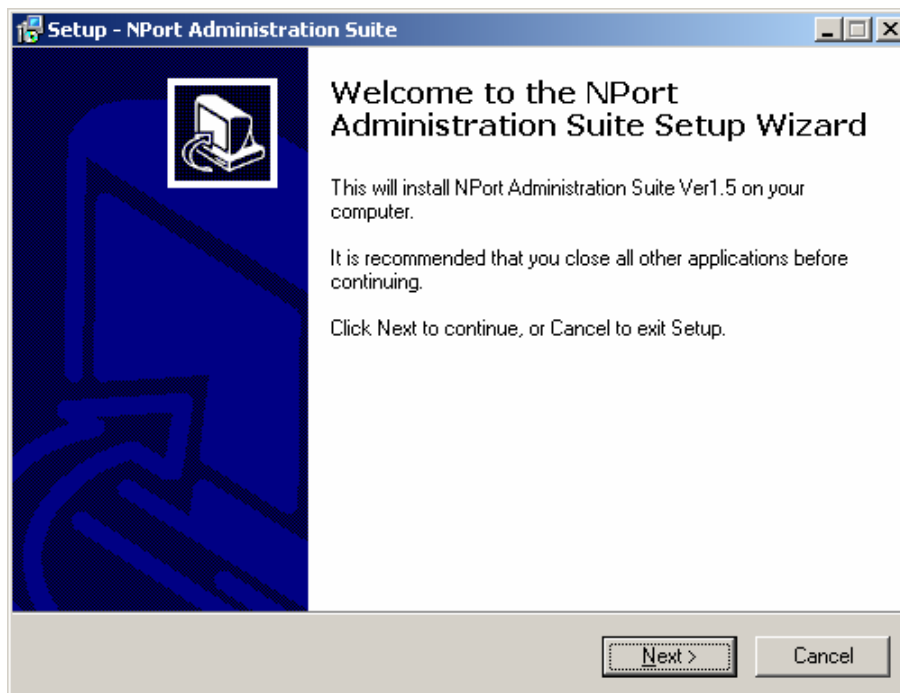 Setup - NPort Administration Suite
Welcome to the NPort
Administration Suite Setup Wizard
This will install NPort Administration Suite Ver1.5 on your
computer.
It is recommended that you close all other applications before
continuing.
Click Next to continue, or Cancel to exit Setup.
Next >
Cancel